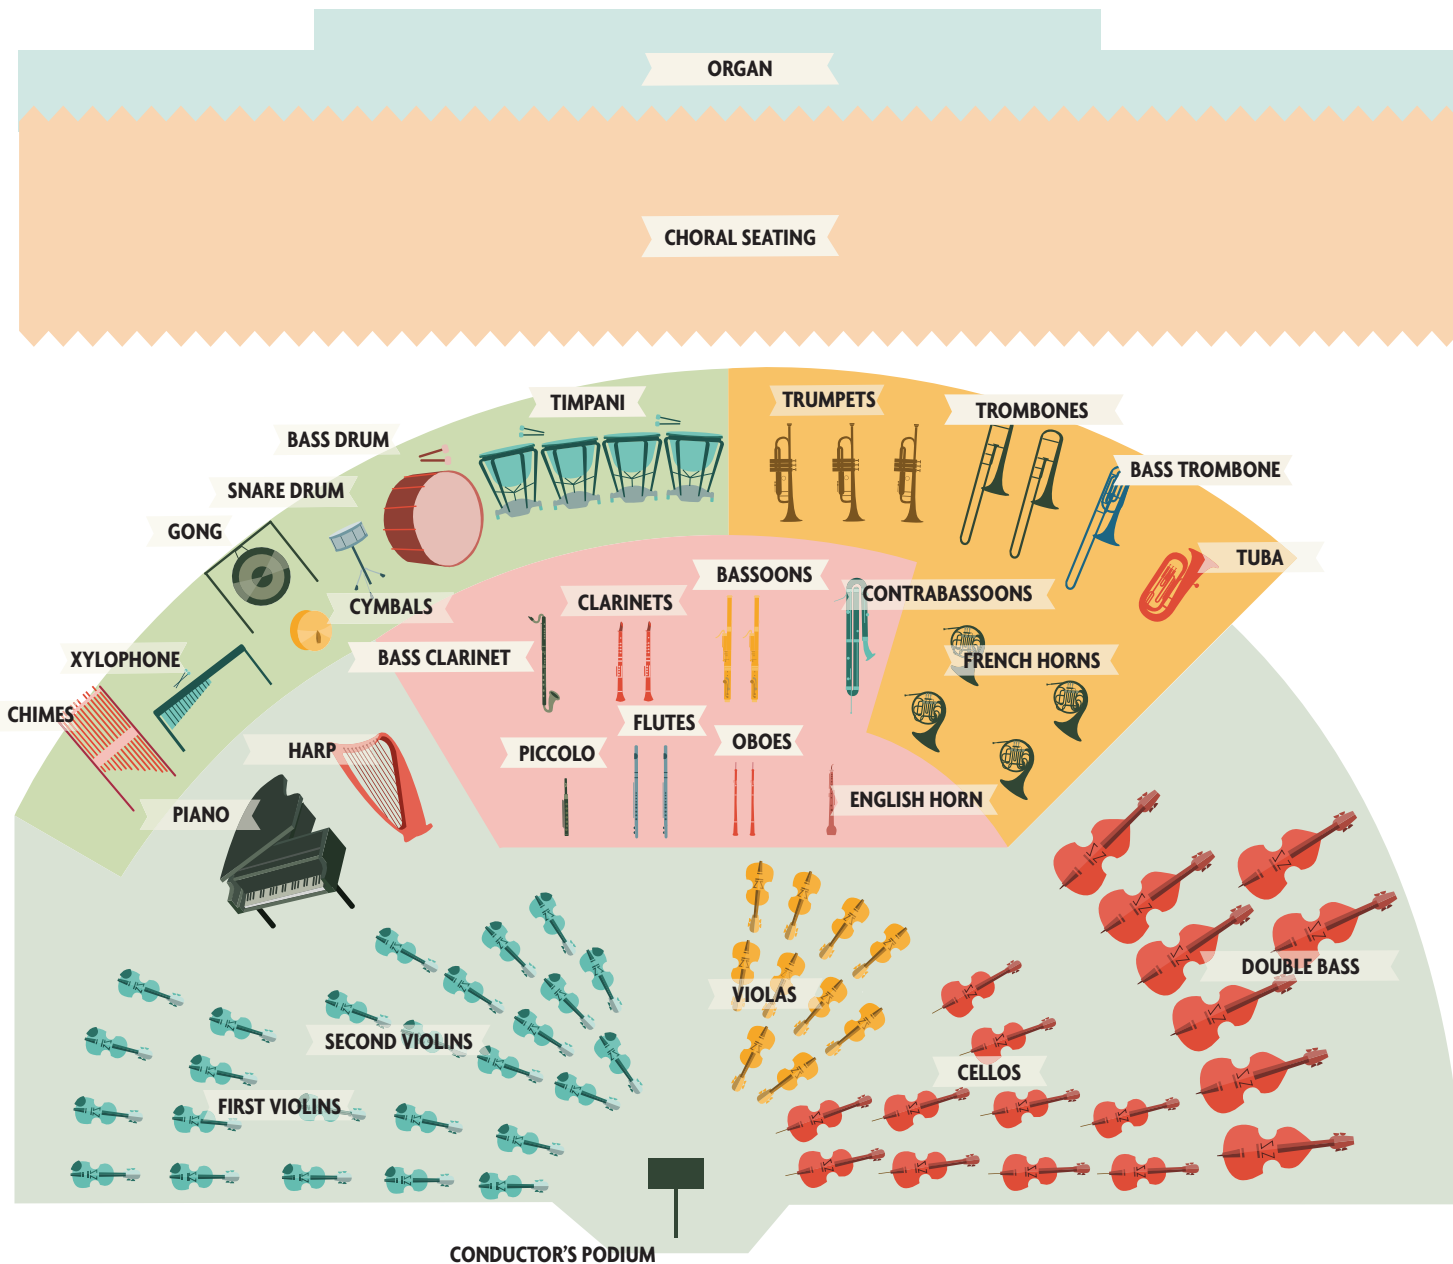 ORGAN
CHORAL SEATING
TIMPANI
TRUMPETS
TROMBONES
BASS DRUM
BASS TROMBONE
SNARE DRUM
GONG
TUBA
BASSOONS
CONTRABASSOONS
CLARINETS
CYMBALS
XYLOPHONE
BASS CLARINET
FRENCH HORNS
CHIMES
FLUTES
HARP
PICCOLO
OBOES
PIANO
ENGLISH HORN
DOUBLE BASS
VIOLAS
SECOND VIOLINS
CELLOS
FIRST VIOLINS
CONDUCTOR'S PODIUM